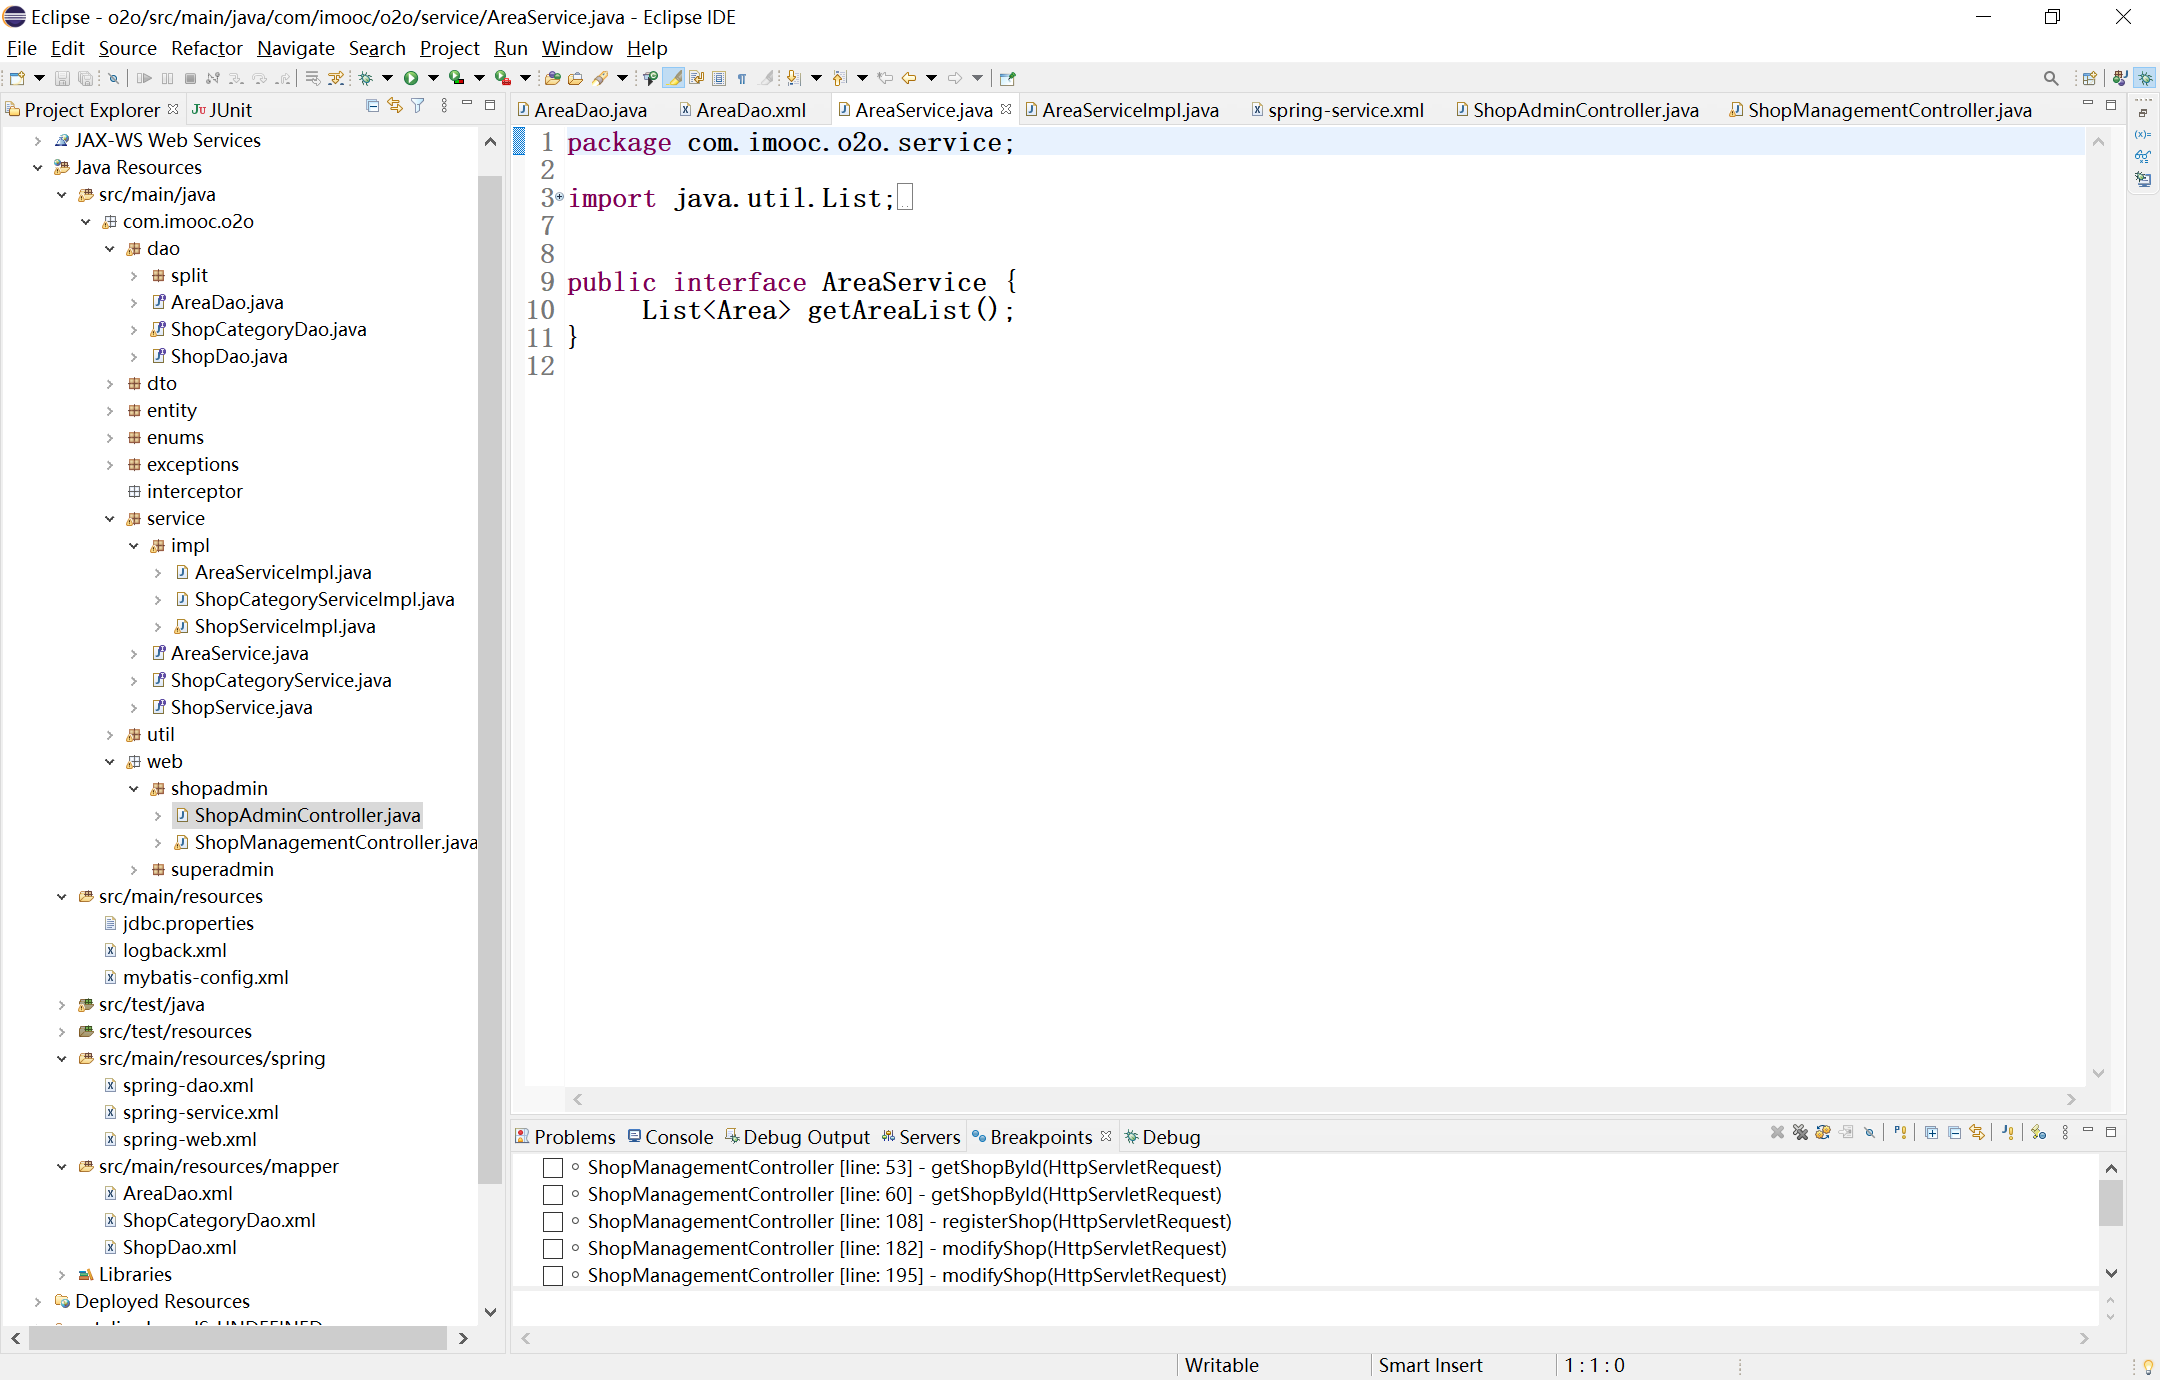 Eclipse - o2o/src/main/java/com/imooc/o2o/service/AreaService.java - Eclipse IDE
File Edit Source Refactor Navigate Search Project Run Window Help
Project Explorer JUnit
JAX-WS Web Services
Java Resources
src/main/java
com.imooc.o2o
dao
split
AreaDao.java
ShopCategoryDao.java
ShopDao.java
dto
entity
enums
exceptions
interceptor
service
impl
AreaServiceImpl.java
ShopCategoryServiceImpl.java
ShopServiceImpl.java
AreaService.java
ShopCategoryService.java
ShopService.java
util
web
shopadmin
ShopAdminController.java
ShopManagementController.java
superadmin
src/main/resources
jdbc.properties
logback.xml
mybatis-config.xml
src/test/java
src/test/resources
src/main/resources/spring
spring-dao.xml
spring-service.xml
spring-web.xml
src/main/resources/mapper
AreaDao.xml
ShopCategoryDao.xml
ShopDao.xml
Libraries
Deployed Resources
AreaDao.java AreaDao.xml AreaService.java AreaServiceImpl.java spring-service.xml ShopAdminController.java ShopManagementController.java
1 package com.imooc.o2o.service;
2
3 import java.util.List;
7
8
9 public interface AreaService {
10 List<Area> getAreaList();
11 }
12
Problems Console Debug Output Servers Breakpoints Debug
ShopManagementController [line: 53] - getShopById(HttpServletRequest)
ShopManagementController [line: 60] - getShopById(HttpServletRequest)
ShopManagementController [line: 108] - registerShop(HttpServletRequest)
ShopManagementController [line: 182] - modifyShop(HttpServletRequest)
ShopManagementController [line: 195] - modifyShop(HttpServletRequest)
Writable Smart Insert 1 : 1 : 0